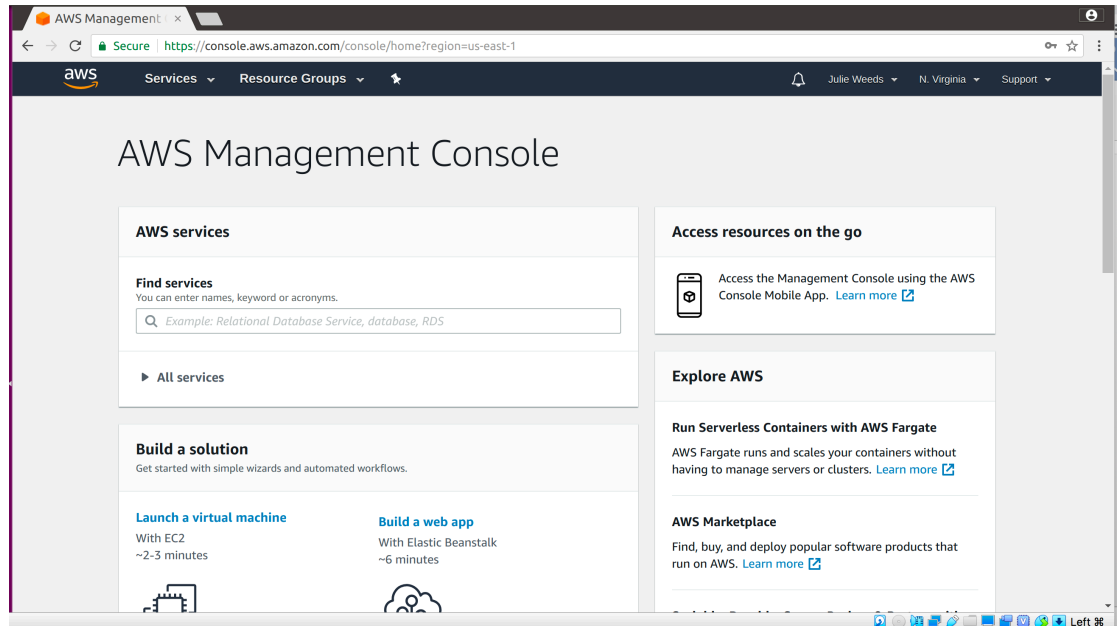 AWS Management
Secure https://console.aws.amazon.com/console/home?region=us-east-1
aws Services Resource Groups Julie Weeds N. Virginia Support
AWS Management Console
AWS services
Find services
You can enter names, keyword or acronyms.
Example: Relational Database Service, database, RDS
All services
Build a solution
Get started with simple wizards and automated workflows.
Launch a virtual machine
With EC2
~2-3 minutes
Build a web app
With Elastic Beanstalk
~6 minutes
Access resources on the go
Access the Management Console using the AWS
Console Mobile App. Learn more
Explore AWS
Run Serverless Containers with AWS Fargate
AWS Fargate runs and scales your containers without
having to manage servers or clusters. Learn more
AWS Marketplace
Find, buy, and deploy popular software products that
run on AWS. Learn more
Left ⌘